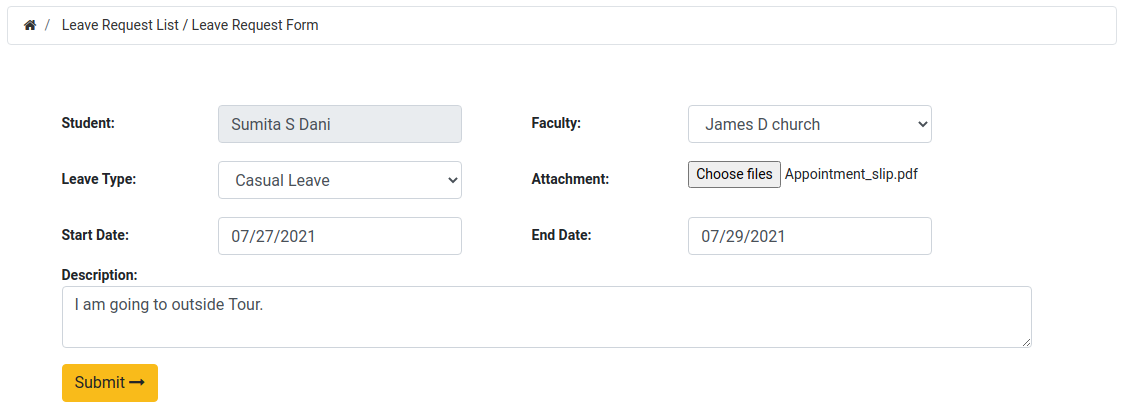 / Leave Request List / Leave Request Form
Student: Sumita S Dani Faculty: James D church
Leave Type: Casual Leave Attachment: Choose files Appointment_slip.pdf
Start Date: 07/27/2021 End Date: 07/29/2021
Description:
I am going to outside Tour.
Submit